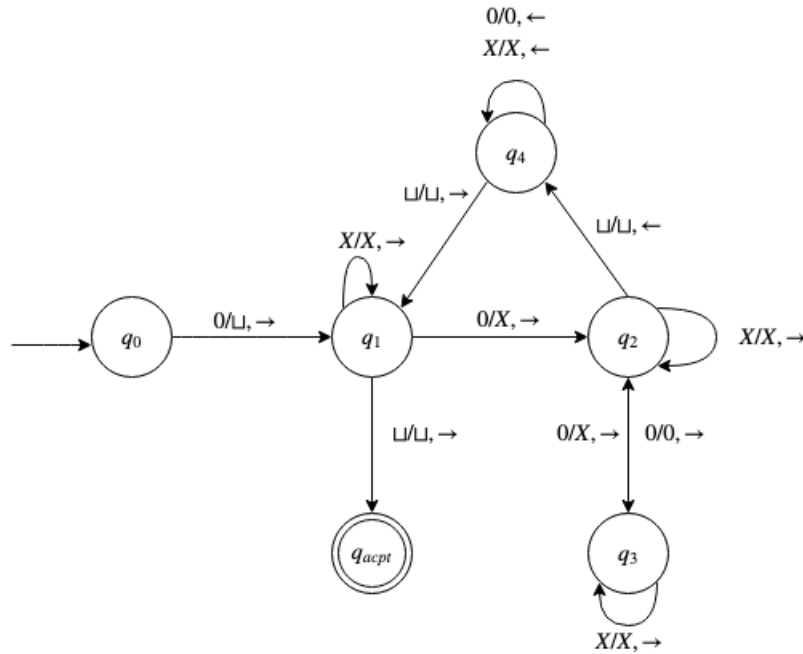 0/0, ←
X/X, ←
q4
⊔/⊔, →
⊔/⊔, ←
X/X, →
0/⊔, →
0/X, →
q0
q1
q2
X/X, →
⊔/⊔, →
0/X, →
0/0, →
qacpt
q3
X/X, →